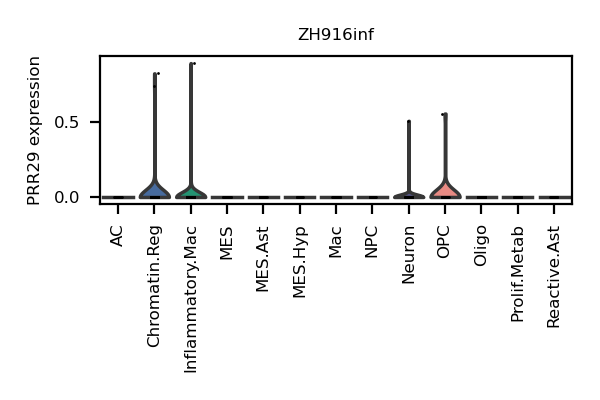 ZH916inf
PRR29 expression
0.5
0.0
AC
Chromatin.Reg
Inflammatory.Mac
MES
MES.Ast
MES.Hyp
Mac
NPC
Neuron
OPC
Oligo
Prolif.Metab
Reactive.Ast